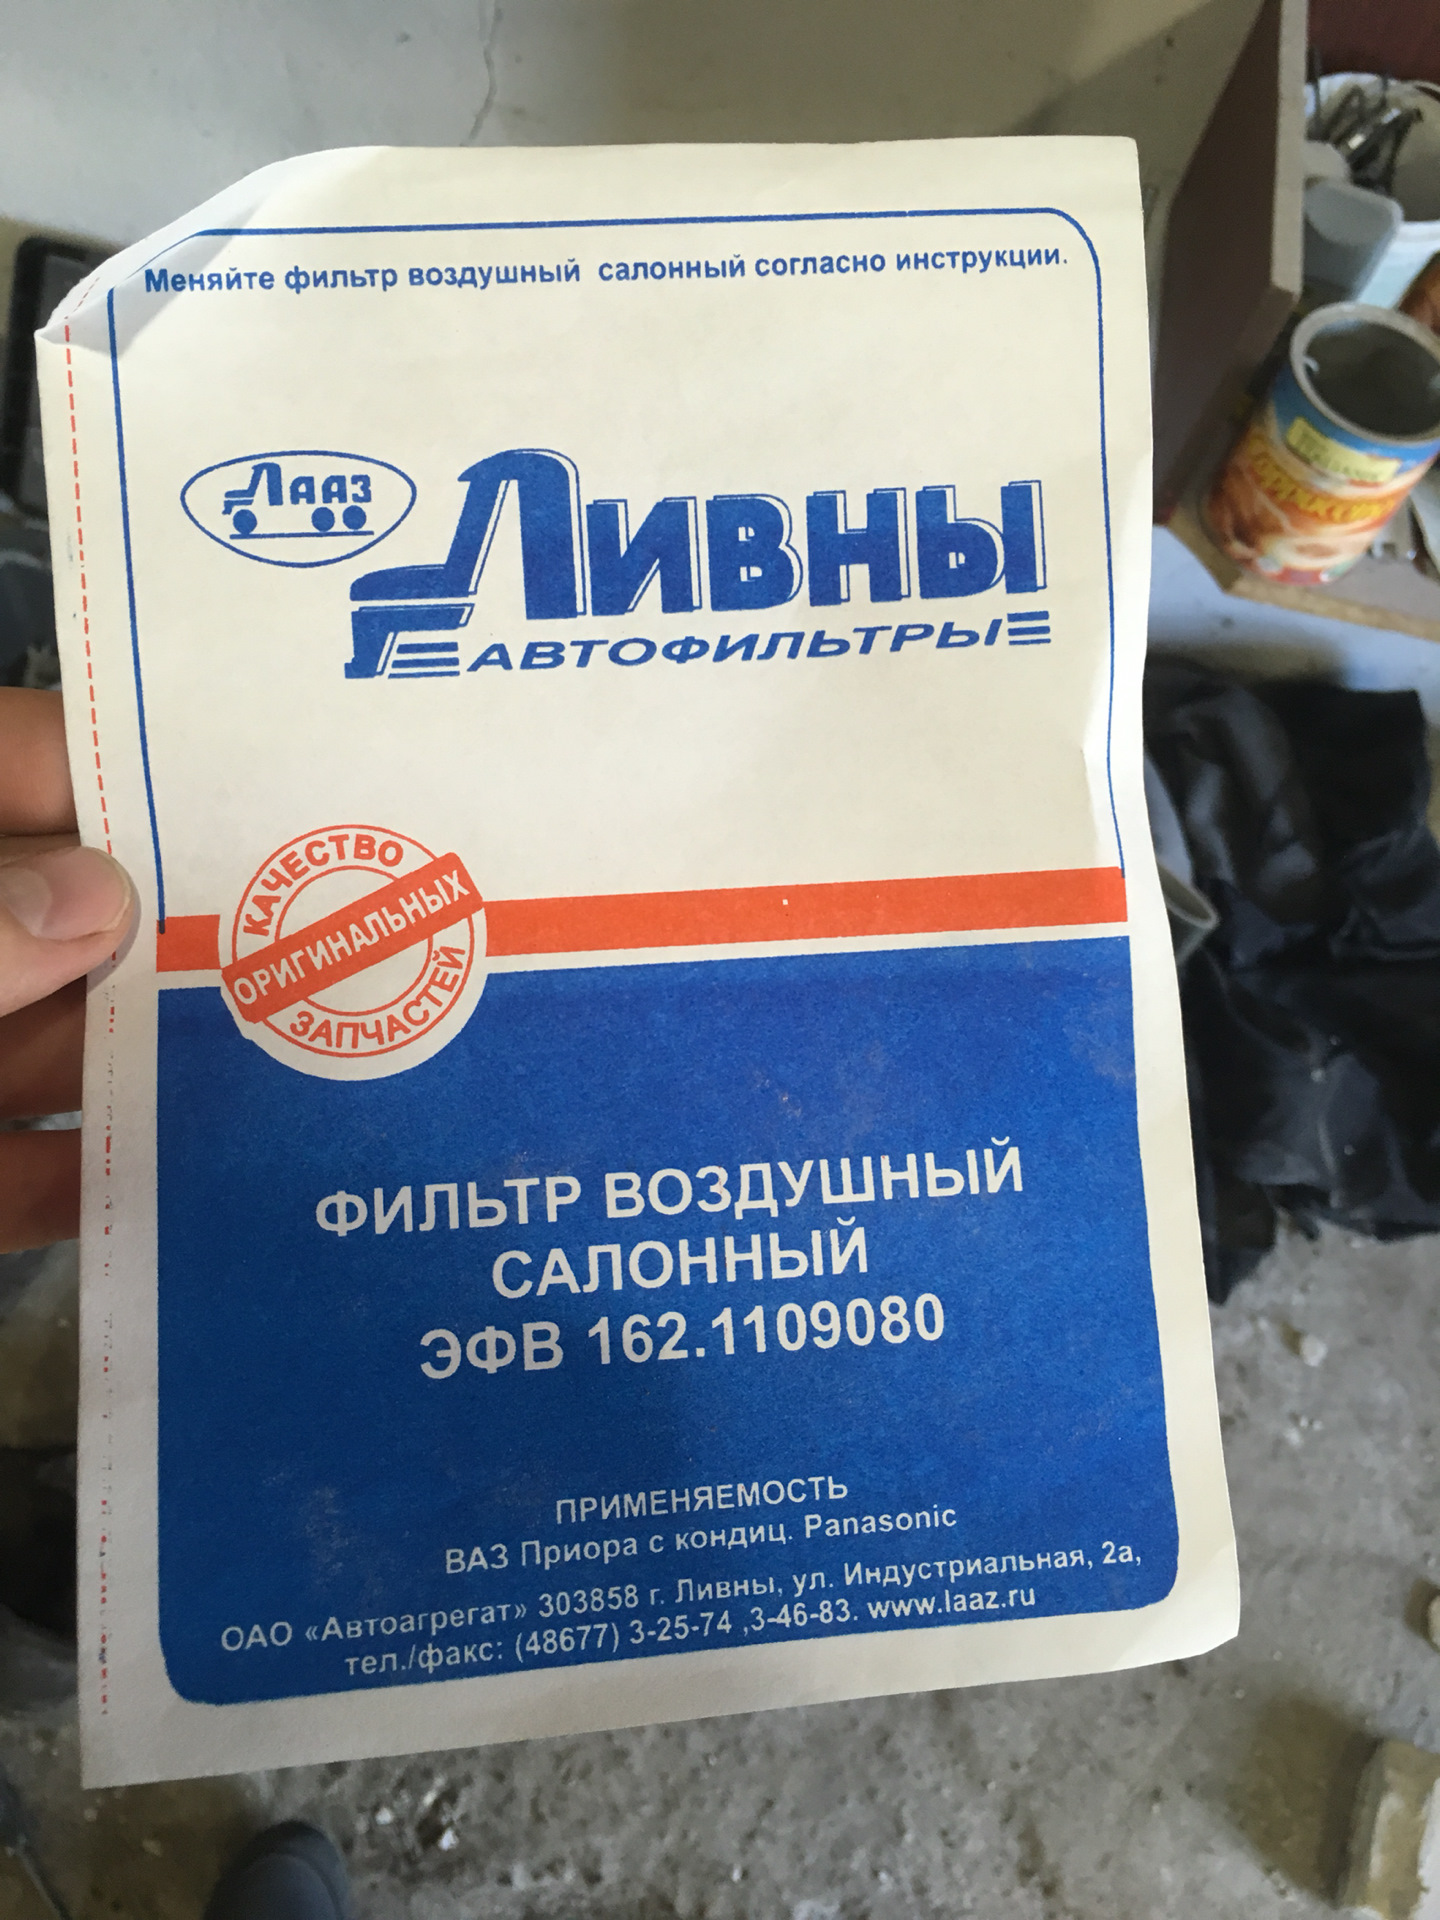 Меняйте фильтр воздушный салонный согласно инструкции.
ЛААЗ
Ливны
АВТОФИЛЬТРЫ
КАЧЕСТВО
ОРИГИНАЛЬНЫХ
ЗАПЧАСТЕЙ
ФИЛЬТР ВОЗДУШНЫЙ
САЛОННЫЙ
ЭФВ 162.1109080
ПРИМЕНЯЕМОСТЬ
ВАЗ Приора с кондиц. Panasonic
ОАО «Автоагрегат» 303858 г. Ливны, ул. Индустриальная, 2а,
тел./факс: (48677) 3-25-74 ,3-46-83. www.laaz.ru